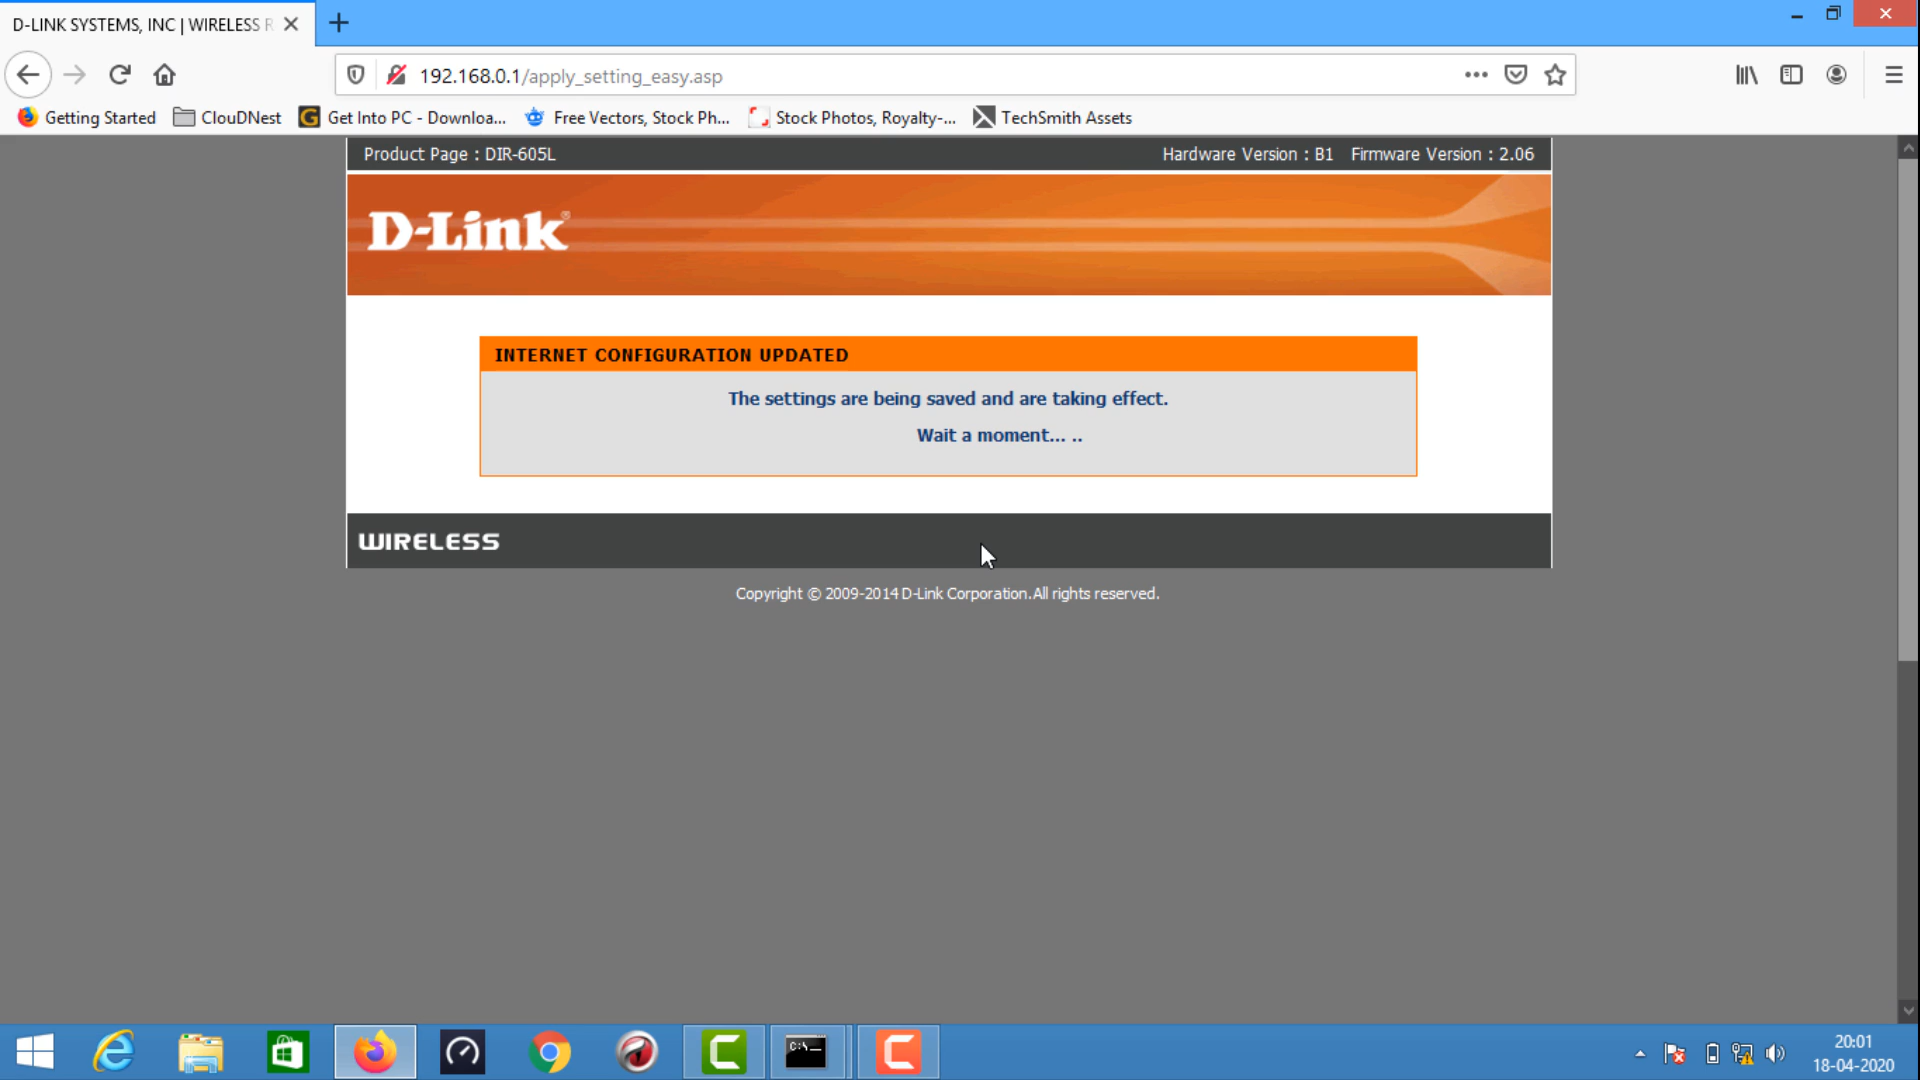 D-LINK SYSTEMS, INC | WIRELESS R
192.168.0.1/apply_setting_easy.asp
Getting Started
ClouDNest
Get Into PC - Downloa...
Free Vectors, Stock Ph...
Stock Photos, Royalty-...
TechSmith Assets
Product Page : DIR-605L
Hardware Version : B1 Firmware Version : 2.06
D-Link®
INTERNET CONFIGURATION UPDATED
The settings are being saved and are taking effect.
Wait a moment... ..
WIRELESS
Copyright © 2009-2014 D-Link Corporation.All rights reserved.
C:\_
20:01
18-04-2020